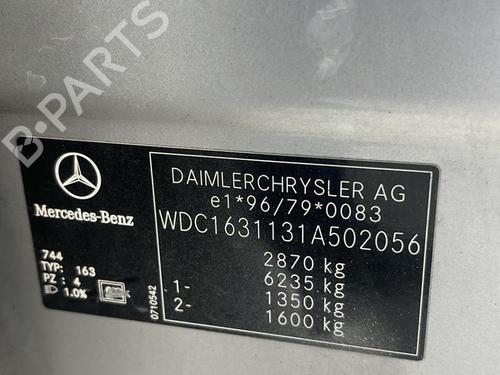 B-PARTS
Mercedes-Benz
744
TYP: 163
PZ : 4
1.0%
0710542
DAIMLERCHRYSLER AG
e1*96/79*0083
WDC1631131A502056
2870 kg
1- 6235 kg
2- 1350 kg
1600 kg